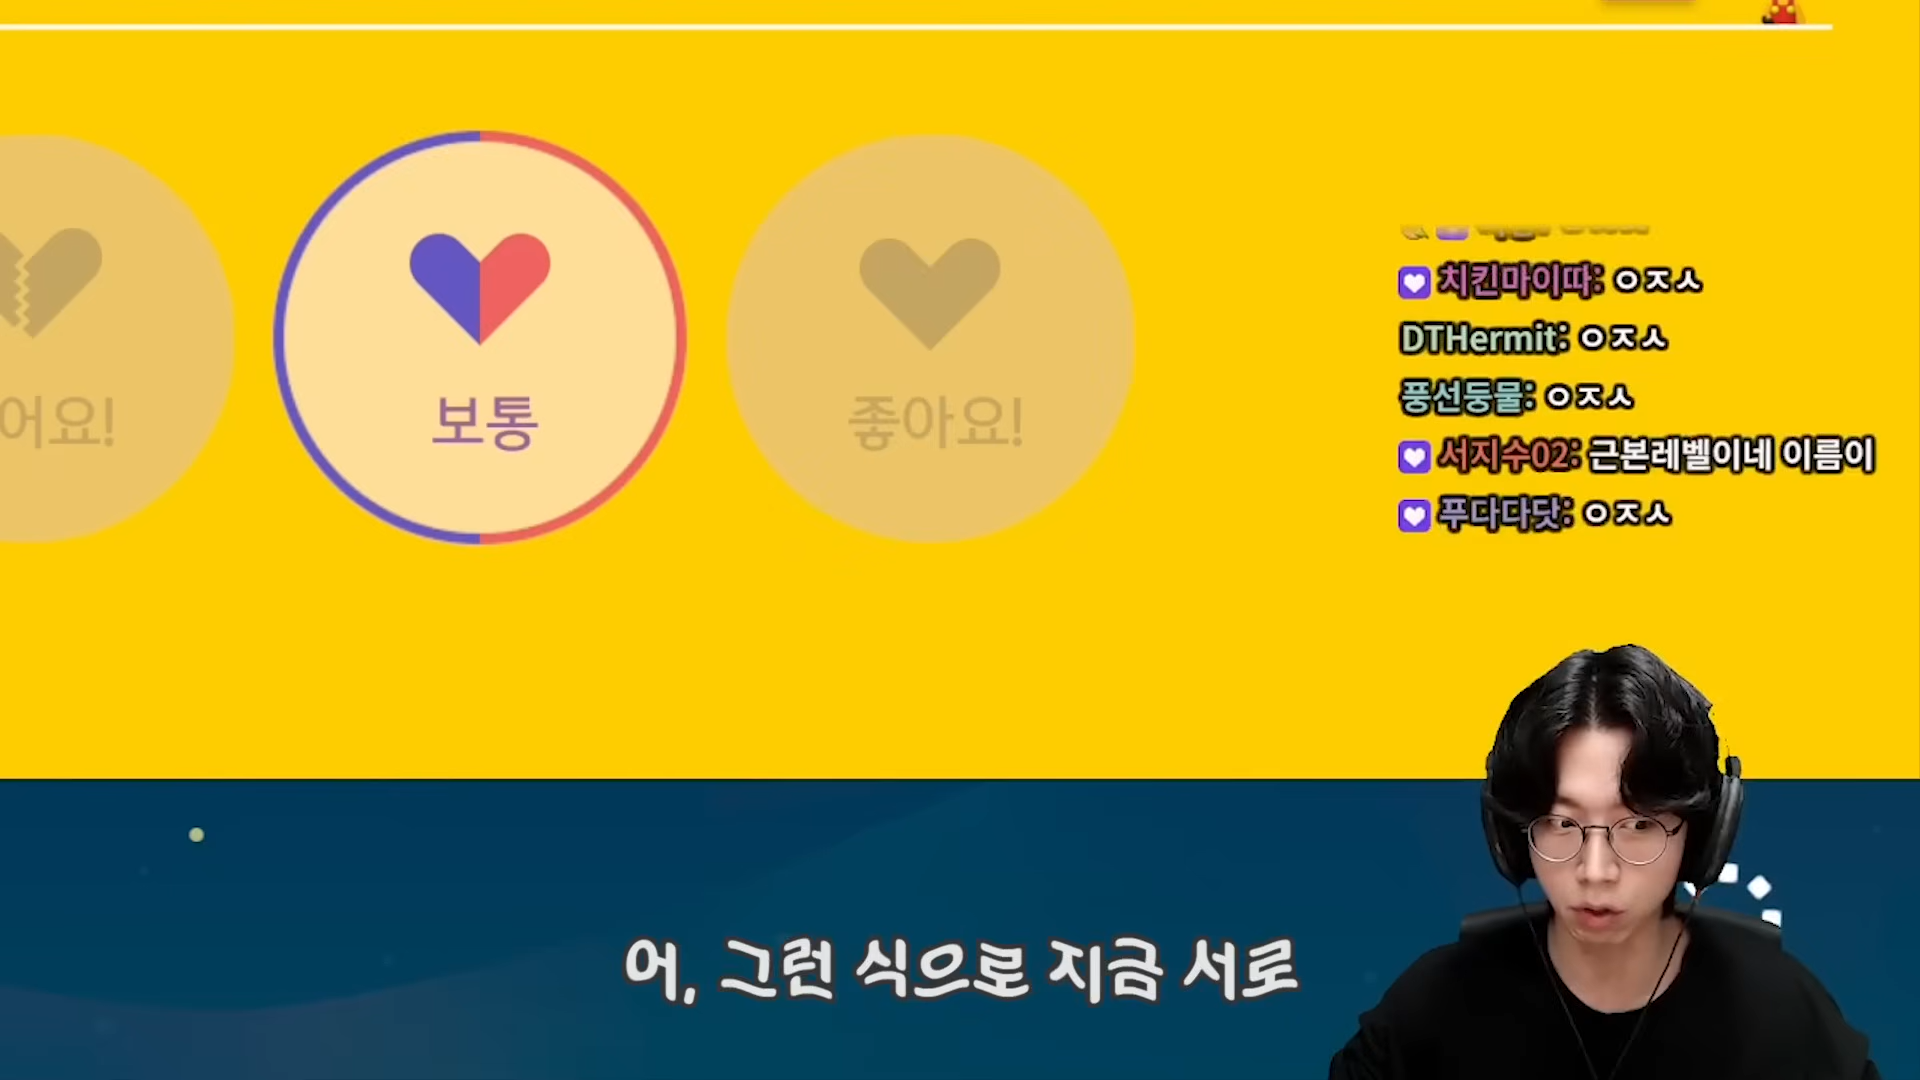 어요!
보통
좋아요!
치킨마이따: ㅇㅈㅅ
DTHermit: ㅇㅈㅅ
풍선둥물: ㅇㅈㅅ
서지수02: 근본레벨이네 이름이
푸다다닷: ㅇㅈㅅ
어, 그런 식으로 지금 서로